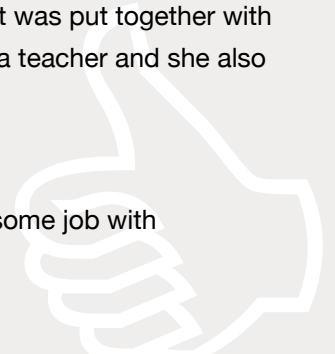 t was put together with
a teacher and she also
some job with